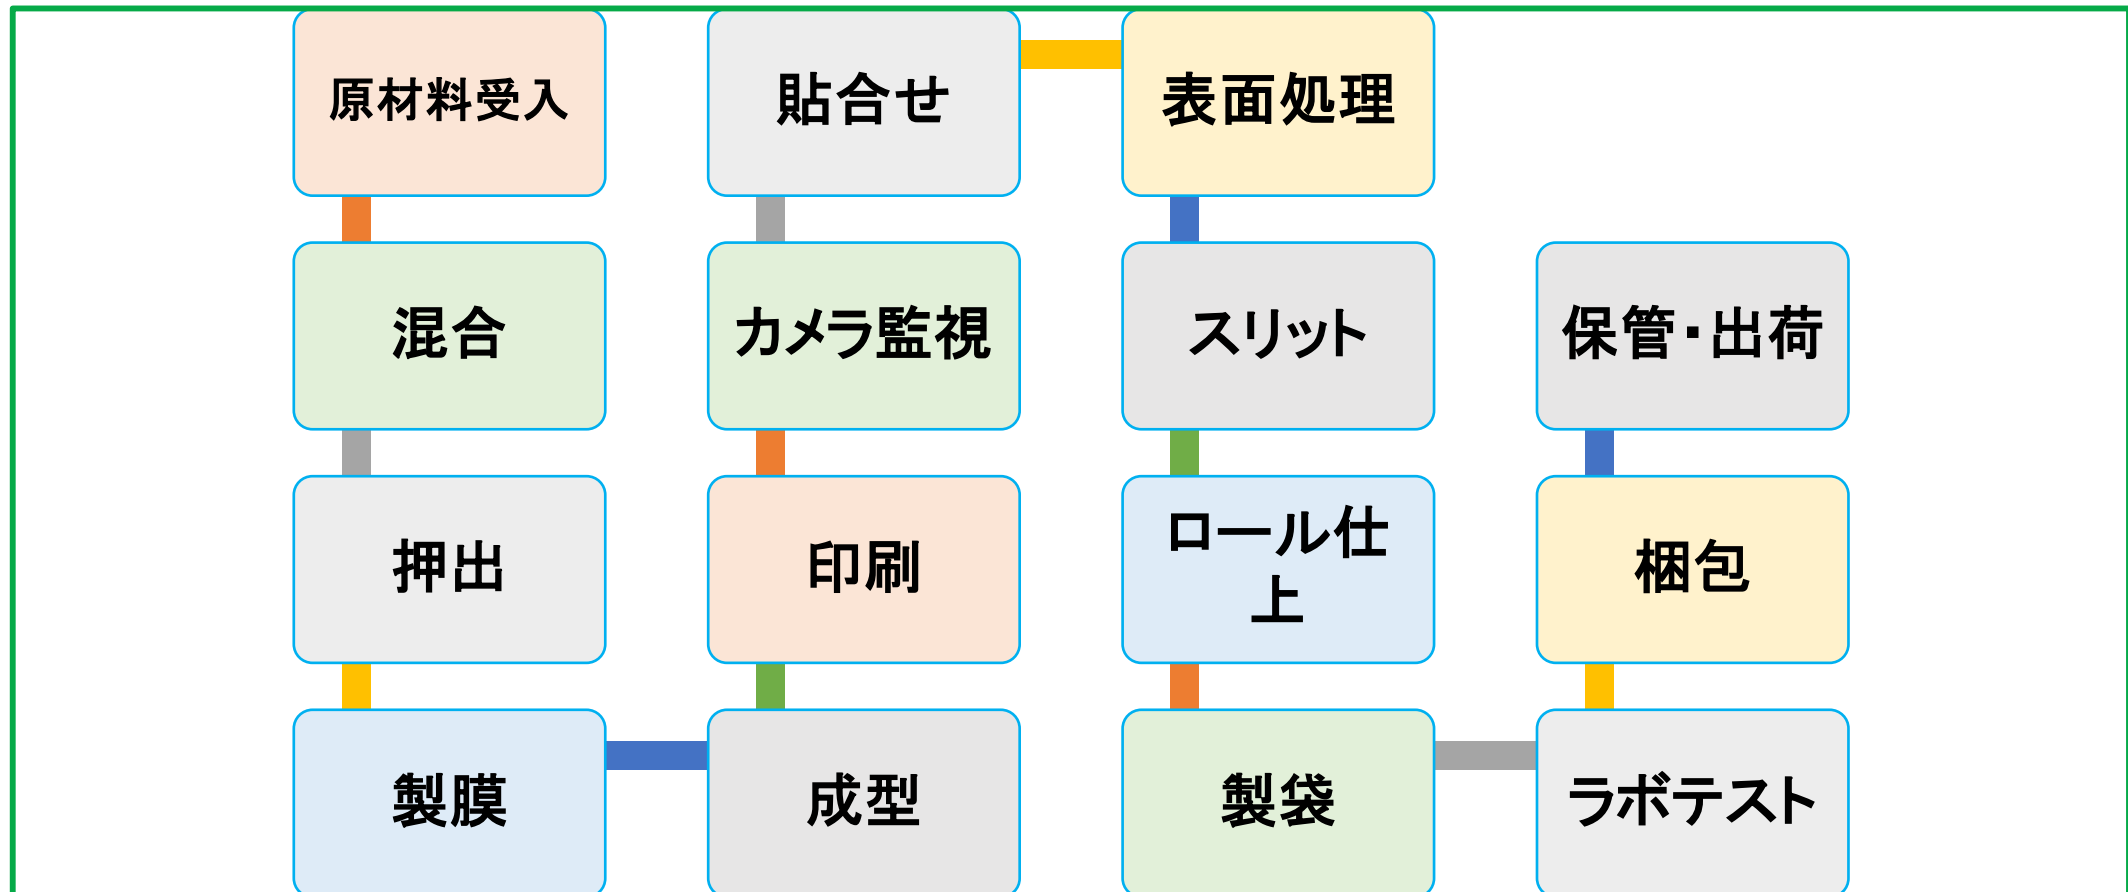 原材料受入
混合
押出
製膜
成型
印刷
カメラ監視
貼合せ
表面処理
スリット
ロール仕
上
製袋
ラボテスト
梱包
保管・出荷